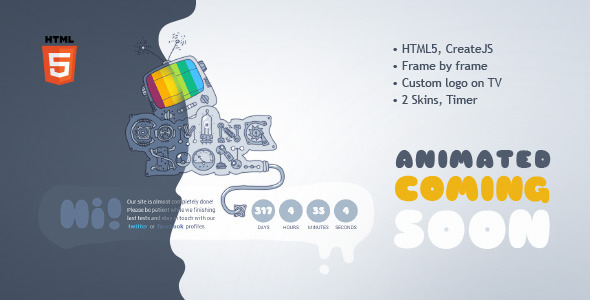 HTML
5
• HTML5, CreateJS
• Frame by frame
• Custom logo on TV
• 2 Skins, Timer
COMING
SOON
ANIMATED
COMING
SOON
Hi!
Our site is almost completely done!
Please be patient while we finishing
last tests and stay in touch with our
twitter or facebook profiles.
317 4 35 4
DAYS HOURS MINUTES SECONDS